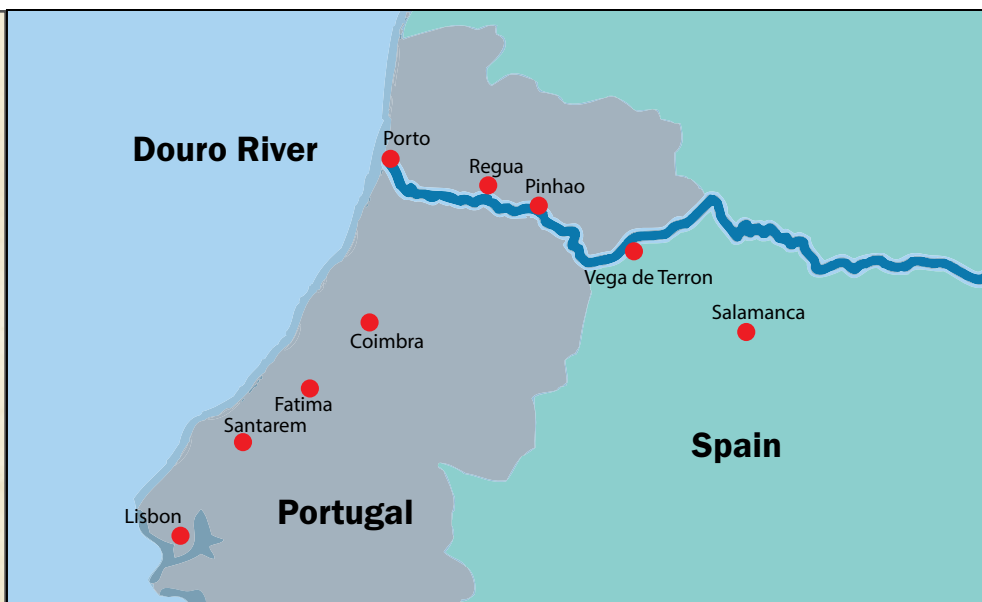 Porto
Douro River
Regua
Pinhao
Vega de Terron
Salamanca
Coimbra
Fatima
Santarem
Spain
Portugal
Lisbon